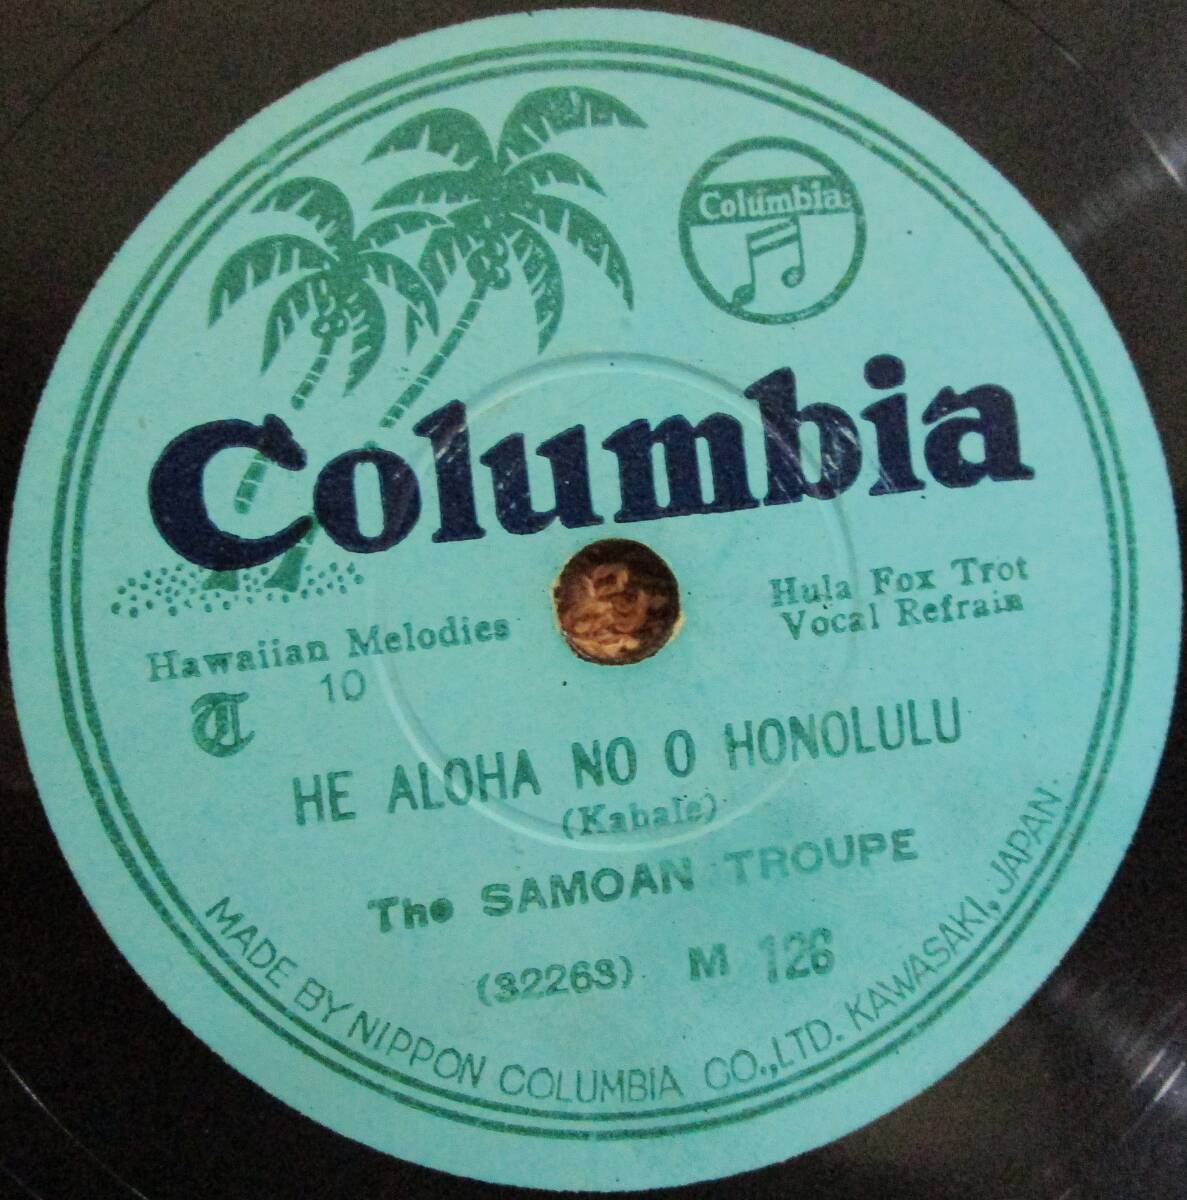 Columbia
Columbia
Hawaiian Melodies
10
T
Hula Fox Trot
Vocal Refrain
HE ALOHA NO O HONOLULU
(Kahale)
The SAMOAN TROUPE
(32263) M 126
MADE BY NIPPON COLUMBIA CO.,LTD. KAWASAKI, JAPAN.